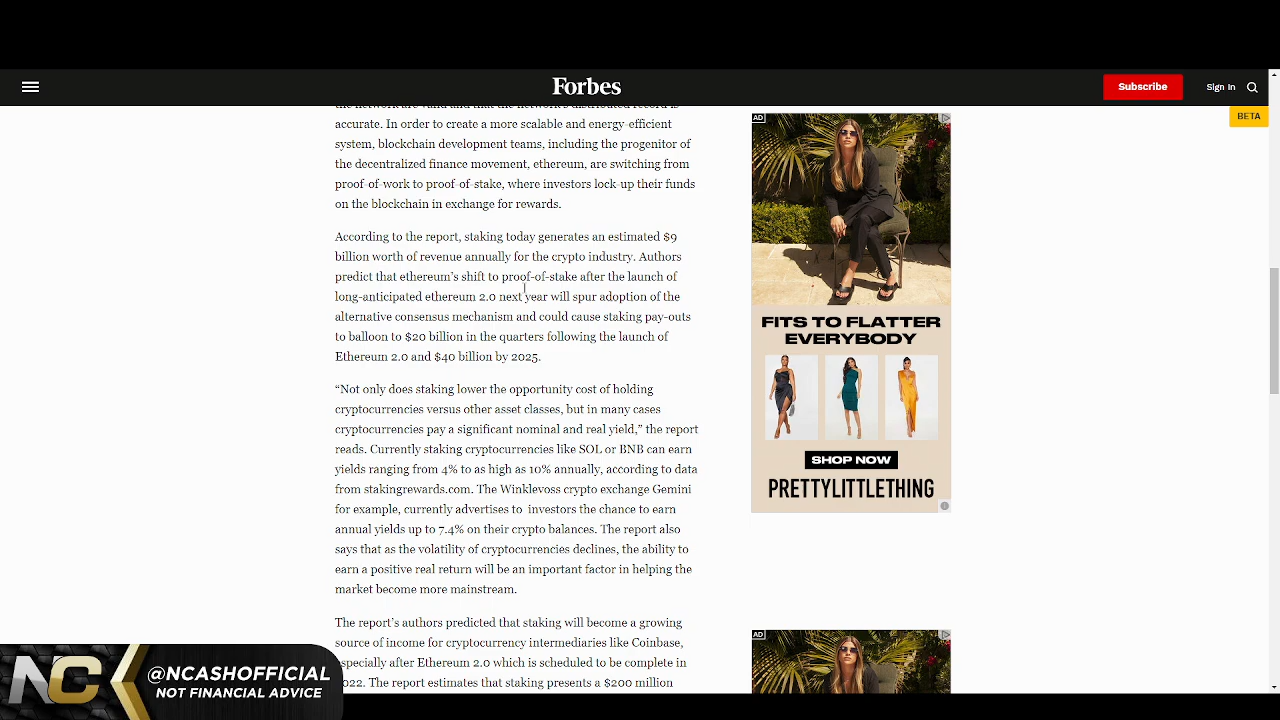 Forbes
Subscribe
Sign In
BETA
the network are valid and that the network's distributed record is
accurate. In order to create a more scalable and energy-efficient
system, blockchain development teams, including the progenitor of
the decentralized finance movement, ethereum, are switching from
proof-of-work to proof-of-stake, where investors lock-up their funds
on the blockchain in exchange for rewards.
According to the report, staking today generates an estimated $9
billion worth of revenue annually for the crypto industry. Authors
predict that ethereum's shift to proof-of-stake after the launch of
long-anticipated ethereum 2.0 next year will spur adoption of the
alternative consensus mechanism and could cause staking pay-outs
to balloon to $20 billion in the quarters following the launch of
Ethereum 2.0 and $40 billion by 2025.
“Not only does staking lower the opportunity cost of holding
cryptocurrencies versus other asset classes, but in many cases
cryptocurrencies pay a significant nominal and real yield,” the report
reads. Currently staking cryptocurrencies like SOL or BNB can earn
yields ranging from 4% to as high as 10% annually, according to data
from stakingrewards.com. The Winklevoss crypto exchange Gemini
for example, currently advertises to investors the chance to earn
annual yields up to 7.4% on their crypto balances. The report also
says that as the volatility of cryptocurrencies declines, the ability to
earn a positive real return will be an important factor in helping the
market become more mainstream.
The report's authors predicted that staking will become a growing
source of income for cryptocurrency intermediaries like Coinbase,
especially after Ethereum 2.0 which is scheduled to be complete in
2022. The report estimates that staking presents a $200 million
AD
FITS TO FLATTER
EVERYBODY
SHOP NOW
PRETTYLITTLETHING
AD
NC
@NCASHOFFICIAL
NOT FINANCIAL ADVICE